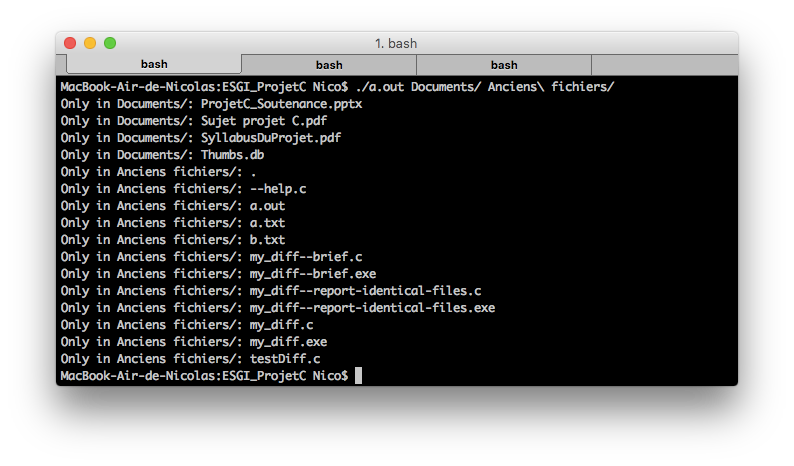 1. bash
bash bash bash
MacBook-Air-de-Nicolas:ESGI_ProjetC Nico$ ./a.out Documents/ Anciens\ fichiers/
Only in Documents/: ProjetC_Soutenance.pptx
Only in Documents/: Sujet projet C.pdf
Only in Documents/: SyllabusDuProjet.pdf
Only in Documents/: Thumbs.db
Only in Anciens fichiers/: .
Only in Anciens fichiers/: --help.c
Only in Anciens fichiers/: a.out
Only in Anciens fichiers/: a.txt
Only in Anciens fichiers/: b.txt
Only in Anciens fichiers/: my_diff--brief.c
Only in Anciens fichiers/: my_diff--brief.exe
Only in Anciens fichiers/: my_diff--report-identical-files.c
Only in Anciens fichiers/: my_diff--report-identical-files.exe
Only in Anciens fichiers/: my_diff.c
Only in Anciens fichiers/: my_diff.exe
Only in Anciens fichiers/: testDiff.c
MacBook-Air-de-Nicolas:ESGI_ProjetC Nico$